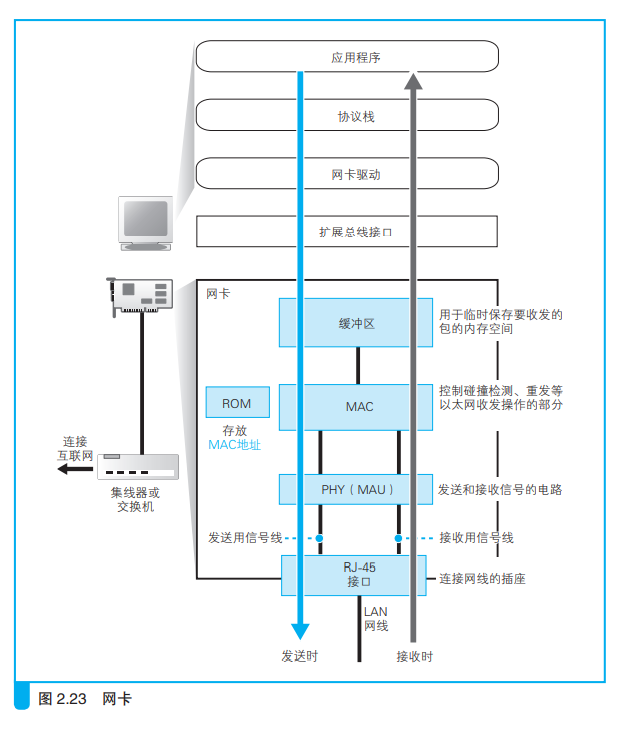 应用程序
协议栈
网卡驱动
扩展总线接口
网卡
缓冲区
用于临时保存要收发的
包的内存空间
ROM
存放
MAC地址
MAC
控制碰撞检测、重发等
以太网收发操作的部分
连接
互联网
集线器或
交换机
PHY（MAU）
发送和接收信号的电路
发送用信号线
接收用信号线
RJ-45
接口
连接网线的插座
LAN
网线
发送时
接收时
图 2.23 网卡